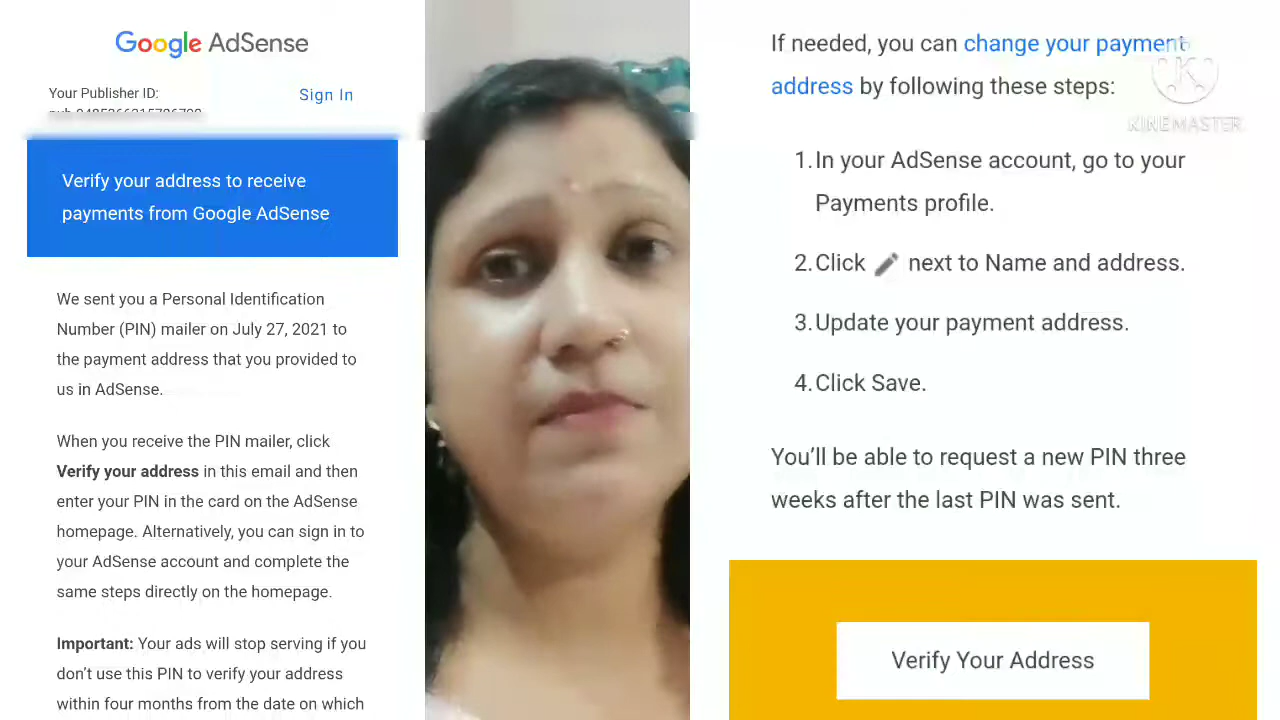 Google AdSense
Your Publisher ID:
Sign In
Verify your address to receive
payments from Google AdSense
We sent you a Personal Identification
Number (PIN) mailer on July 27, 2021 to
the payment address that you provided to
us in AdSense.
When you receive the PIN mailer, click
Verify your address in this email and then
enter your PIN in the card on the AdSense
homepage. Alternatively, you can sign in to
your AdSense account and complete the
same steps directly on the homepage.
Important: Your ads will stop serving if you
don't use this PIN to verify your address
within four months from the date on which
If needed, you can change your payment
address by following these steps:
KINEMASTER
1. In your AdSense account, go to your
Payments profile.
2. Click next to Name and address.
3. Update your payment address.
4. Click Save.
You'll be able to request a new PIN three
weeks after the last PIN was sent.
Verify Your Address